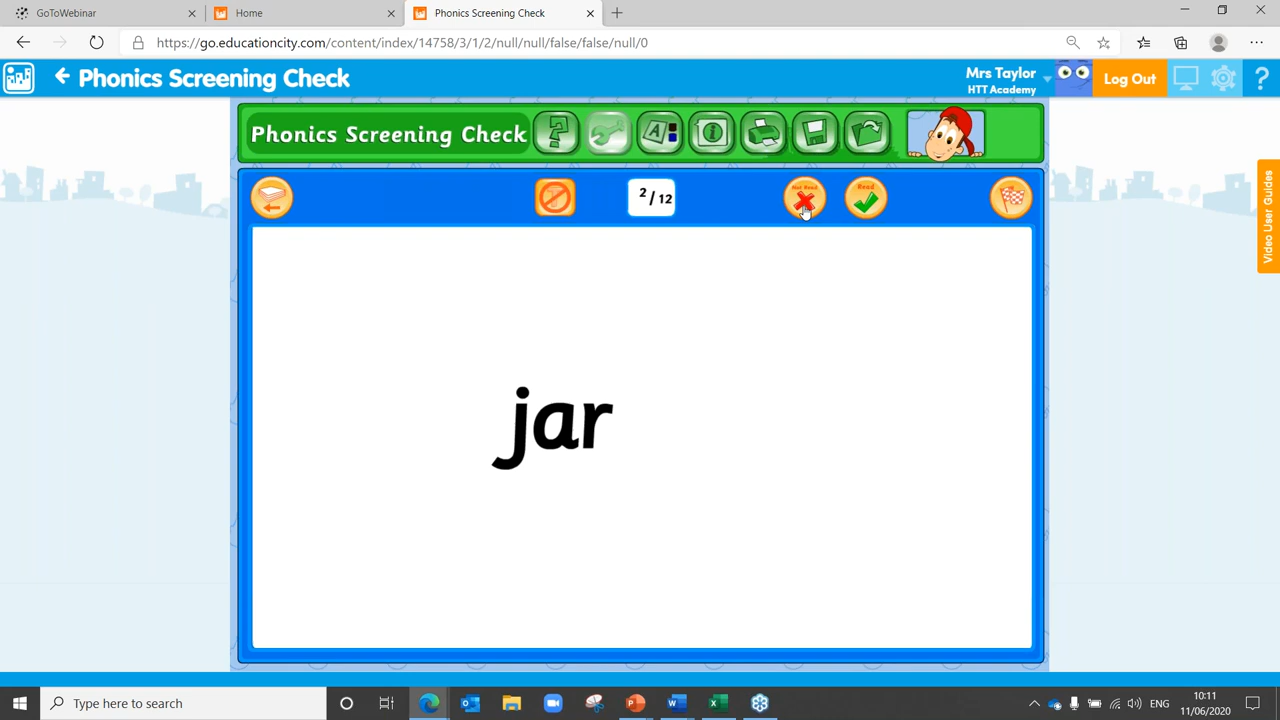 GoToWebinar
Home
Phonics Screening Check
https://go.educationcity.com/content/index/14758/3/1/2/null/null/false/false/null/0
Phonics Screening Check
Mrs Taylor
HTT Academy
Log Out
?
Phonics Screening Check
?
A
i
2/12
Not Read
Read
Video User Guides
jar
Type here to search
ENG
10:11
11/06/2020